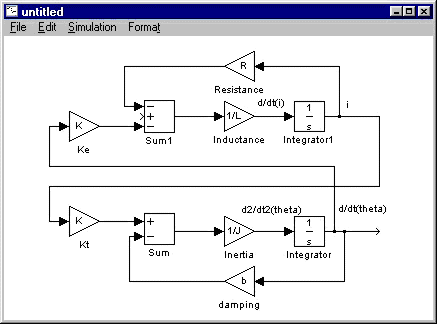 untitled
File Edit Simulation Format
R
Resistance
d/dt(i)
i
K
Ke
-
+
-
Sum1
1/L
Inductance
1
s
Integrator1
K
Kt
+
-
Sum
d2/dt2(theta)
1/J
Inertia
1
s
Integrator
d/dt(theta)
b
damping